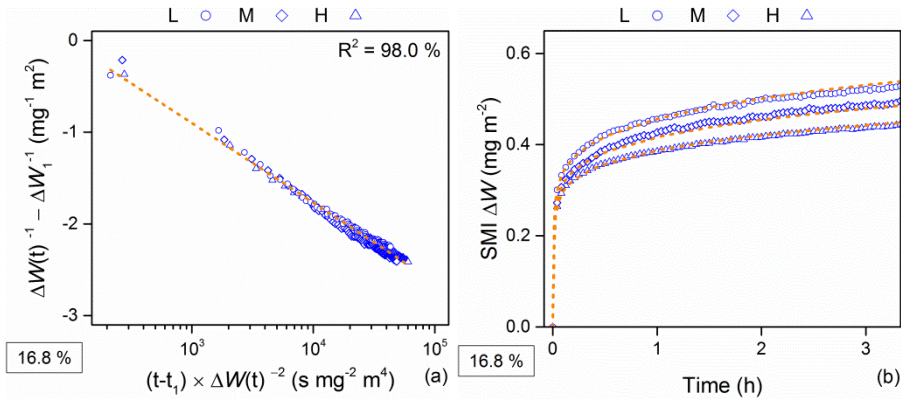 L ○ M ◇ H △
R² = 98.0 %
0
-1
-2
-3
ΔW(t)⁻¹ − ΔW₁⁻¹ (mg⁻¹ m²)
10³ 10⁴ 10⁵
16.8 %
(t-t₁) × ΔW(t)⁻² (s mg⁻² m⁴)
(a)
L ○ M ◇ H △
0.6
0.4
0.2
0.0
SMI ΔW (mg m⁻²)
0 1 2 3
16.8 %
Time (h)
(b)